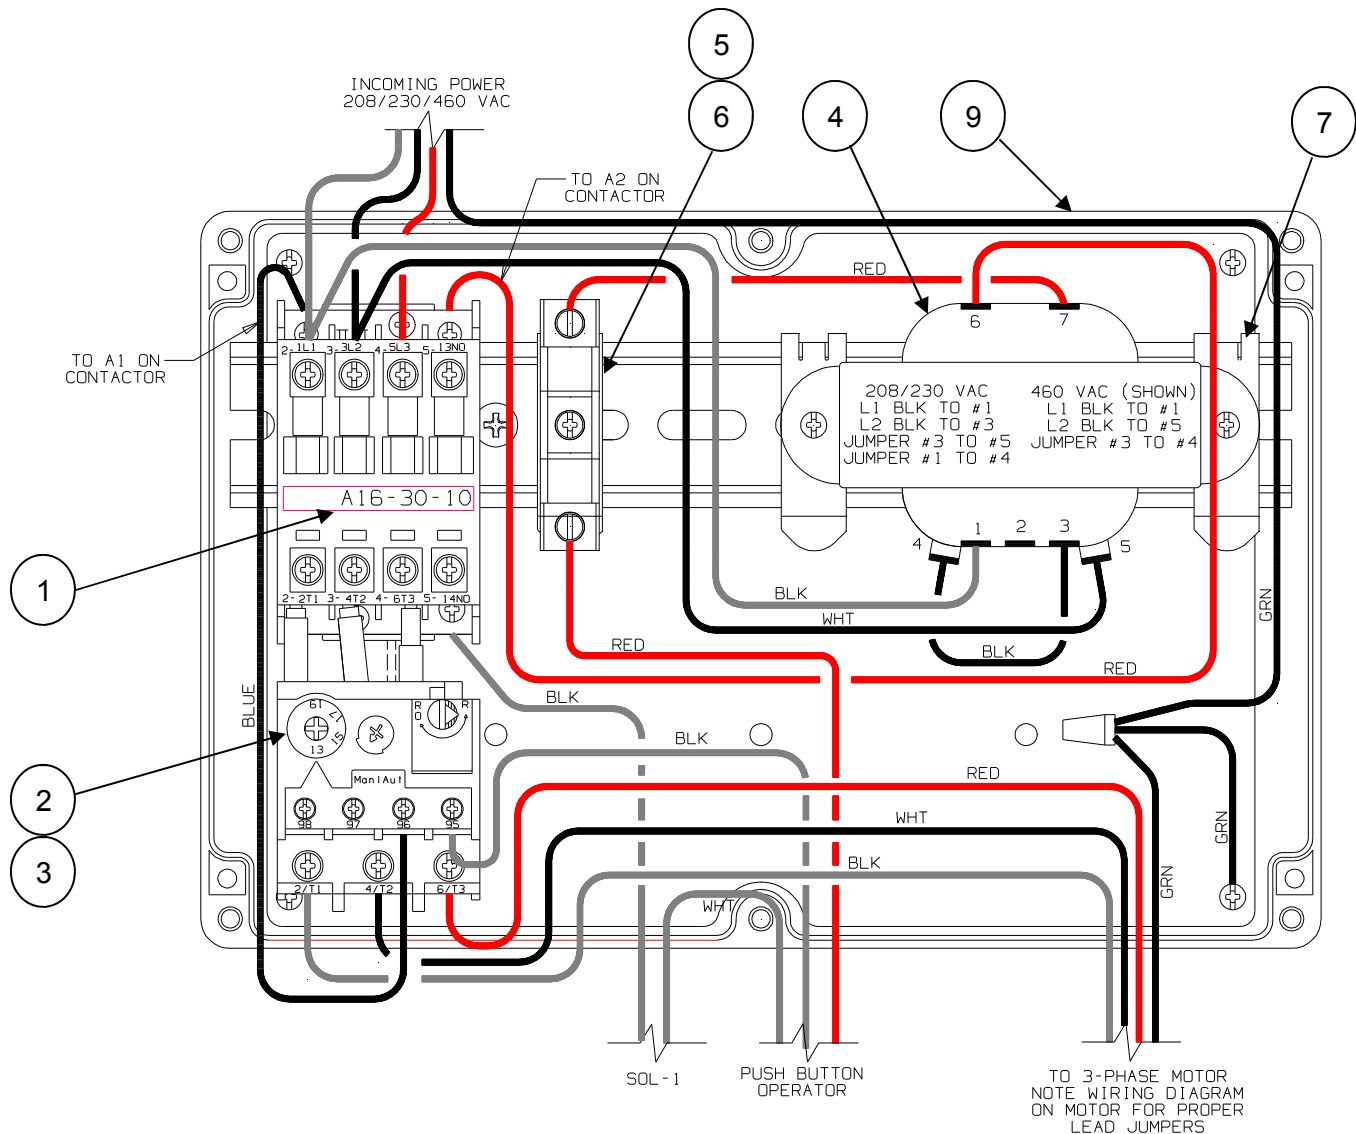 5
6
4
9
7
INCOMING POWER
208/230/460 VAC
TO A2 ON
CONTACTOR
RED
6
7
TO A1 ON
CONTACTOR
2-1L1 3-3L2 4-5L3 5-13NO
208/230 VAC
L1 BLK TO #1
L2 BLK TO #3
JUMPER #3 TO #5
JUMPER #1 TO #4
460 VAC (SHOWN)
L1 BLK TO #1
L2 BLK TO #5
JUMPER #3 TO #4
A16-30-10
1
1 2 3
4
5
2-2T1 3-4T2 4-6T3 5-14NO
BLK
WHT
RED
BLK
RED
GRN
BLUE
BLK
BLK
RED
WHT
BLK
WHT
GRN
GRN
19
17
15
13
R
O
R
Man|Aut
98 97 96 95
2/T1 4/T2 6/T3
2
3
SOL-1
PUSH BUTTON
OPERATOR
TO 3-PHASE MOTOR
NOTE WIRING DIAGRAM
ON MOTOR FOR PROPER
LEAD JUMPERS